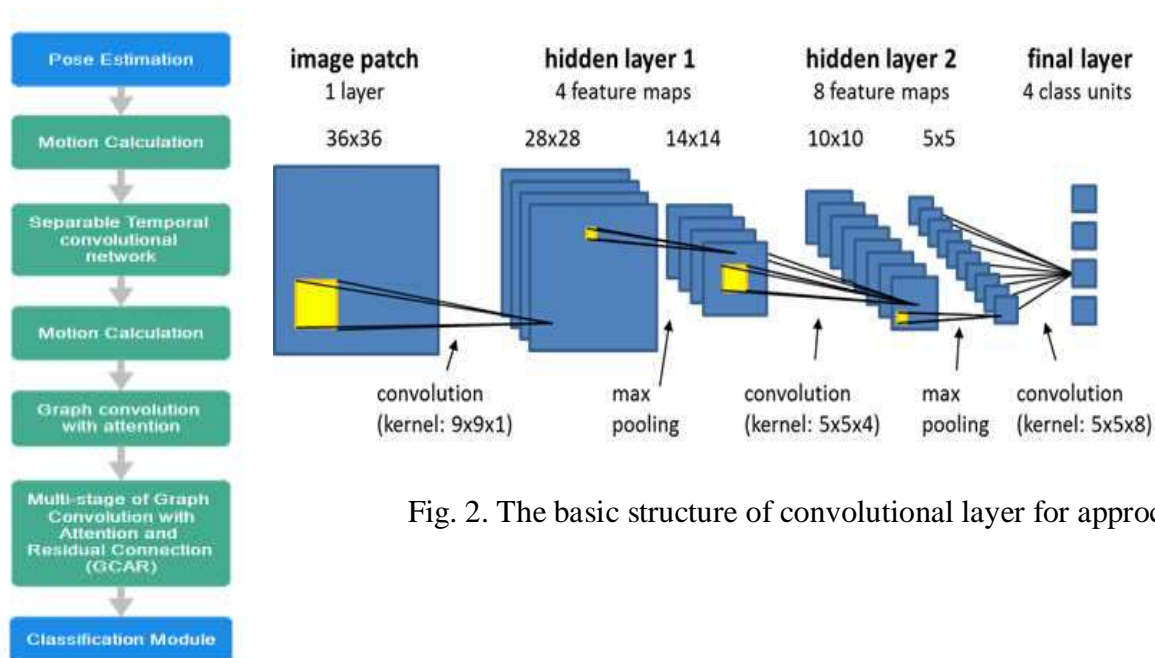 Pose Estimation
Motion Calculation
Separable Temporal
convolutional
network
Motion Calculation
Graph convolution
with attention
Multi-stage of Graph
Convolution with
Attention and
Residual Connection
(GCAR)
Classification Module
image patch
1 layer
36x36
hidden layer 1
4 feature maps
28x28
14x14
hidden layer 2
8 feature maps
10x10
5x5
final layer
4 class units
convolution
(kernel: 9x9x1)
max
pooling
convolution
(kernel: 5x5x4)
max
pooling
convolution
(kernel: 5x5x8)
Fig. 2. The basic structure of convolutional layer for